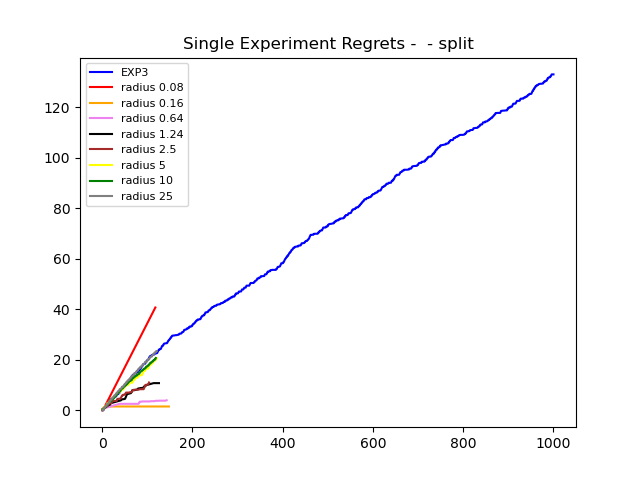 Single Experiment Regrets -  - split
EXP3
radius 0.08
radius 0.16
radius 0.64
radius 1.24
radius 2.5
radius 5
radius 10
radius 25
120
100
80
60
40
20
0
0 200 400 600 800 1000